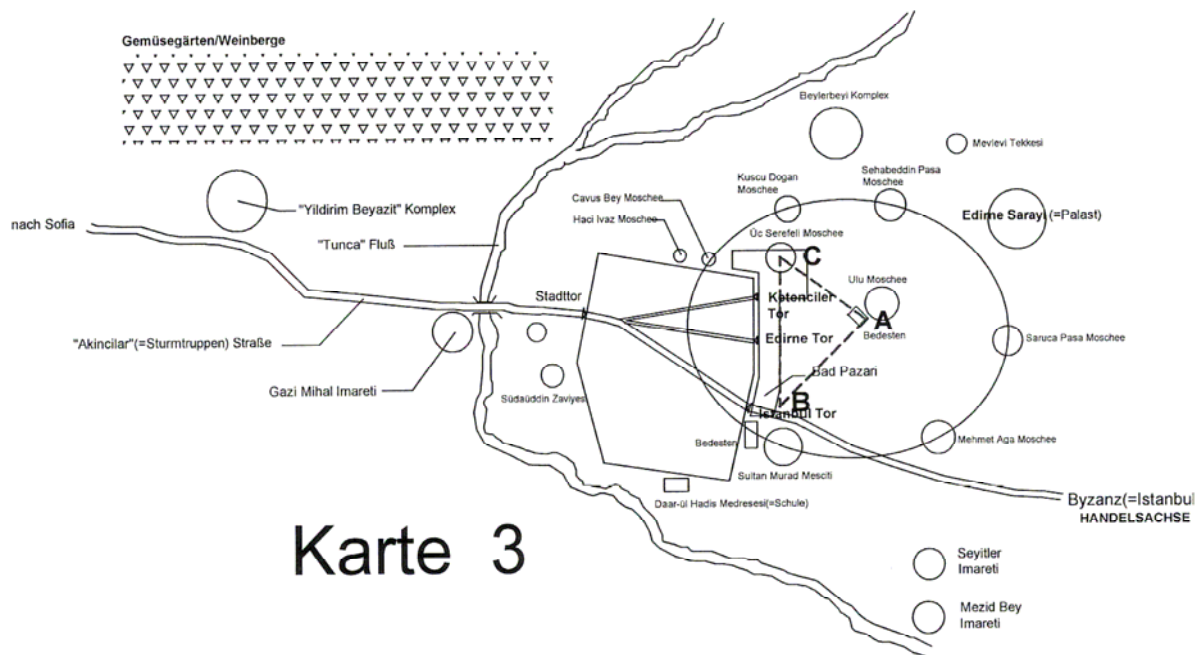 Gemüsegärten/Weinberge
Beylerbeyi Komplex
Mevlevi Tekkesi
Sehabeddin Pasa
Moschee
Kuscu Dogan
Moschee
Cavus Bey Moschee
Haci Ivaz Moschee
"Yildirim Beyazit" Komplex
Edirne Sarayi (=Palast)
nach Sofia
Üc Serefeli Moschee
"Tunca" Fluß
C
Ulu Moschee
Stadttor
Ketenciler
Tor
A
Bedesten
Edirne Tor
Saruca Pasa Moschee
"Akincilar"(=Sturmtruppen) Straße
Bad Pazari
Gazi Mihal Imareti
Südaüddin Zaviyes
B
Istanbul Tor
Bedesten
Mehmet Aga Moschee
Sultan Murad Mesciti
Daar-ül Hadis Medresesi(=Schule)
Byzanz(=Istanbul
HANDELSACHSE
Karte 3
Seyitler
Imareti
Mezid Bey
Imareti